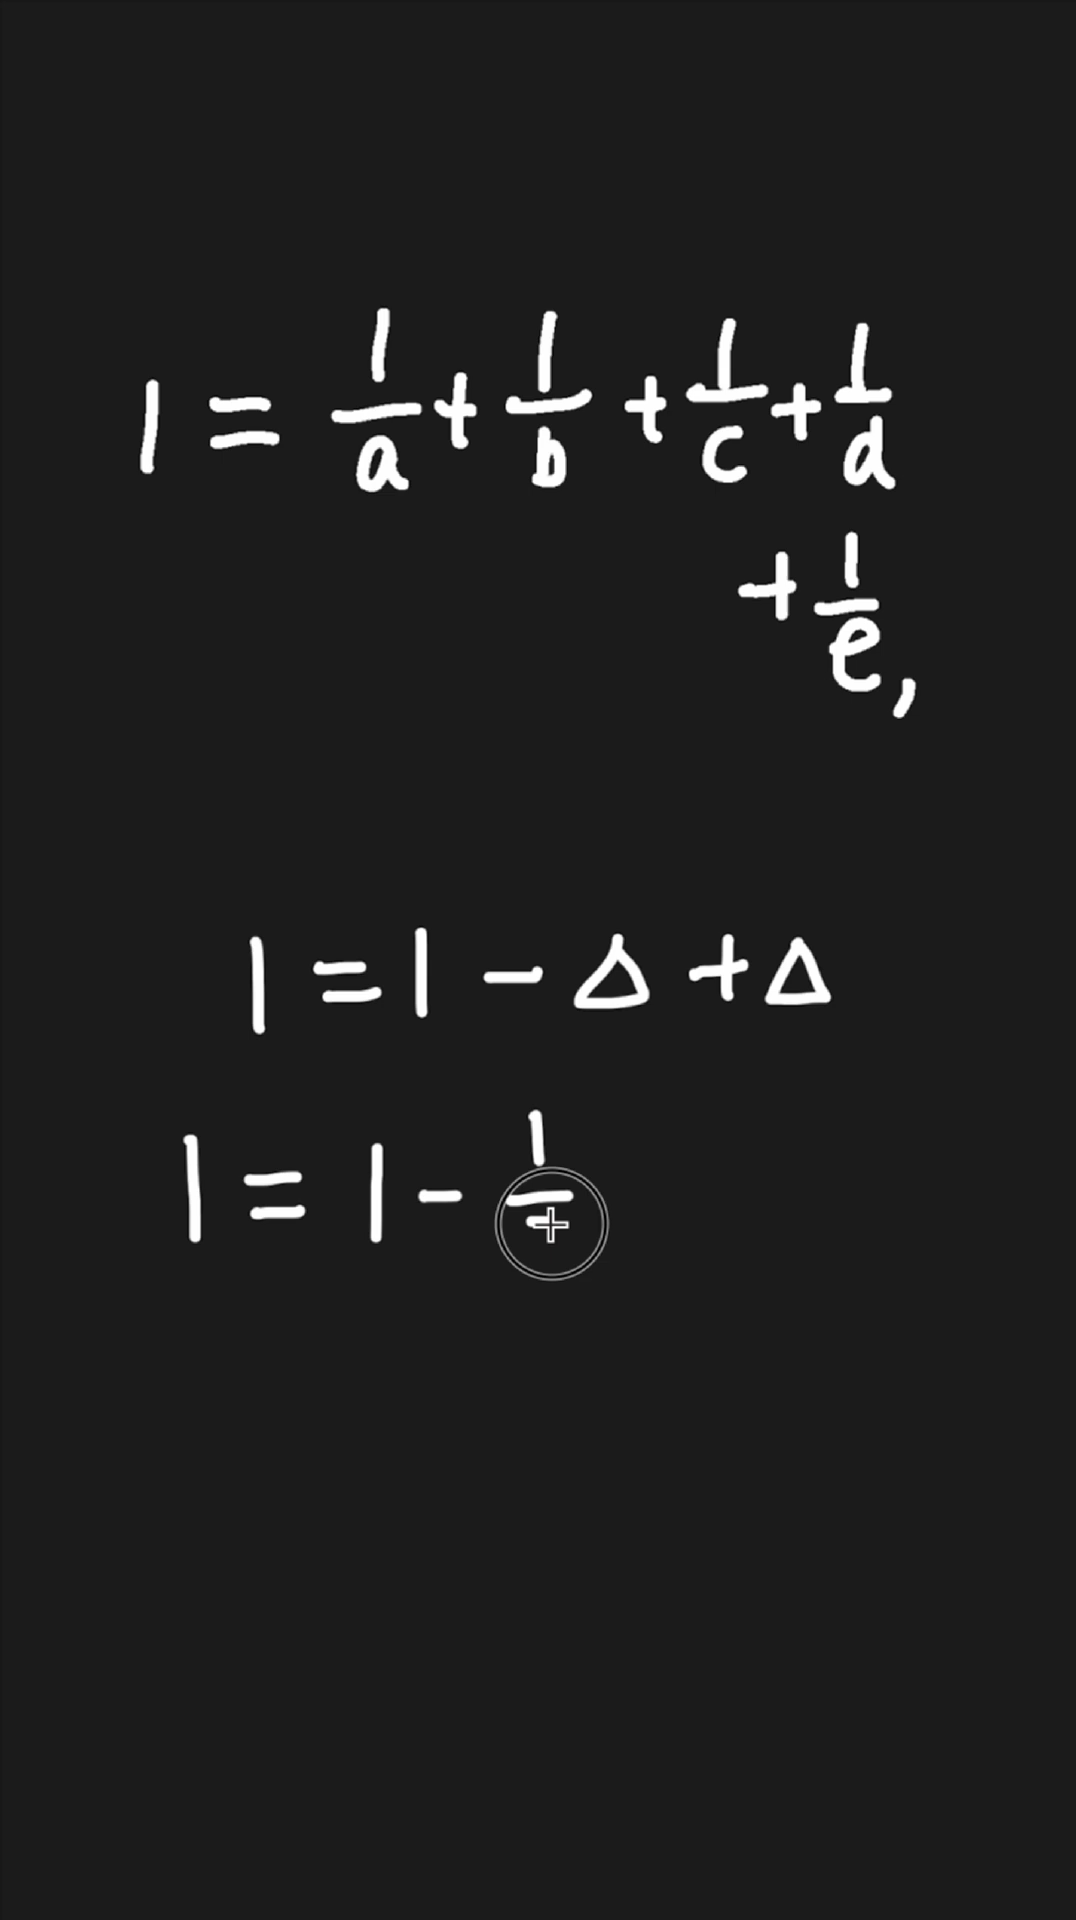 1 = 1/a + 1/b + 1/c + 1/d
+ 1/e,
1 = 1 - Δ + Δ
1 = 1 - 1/